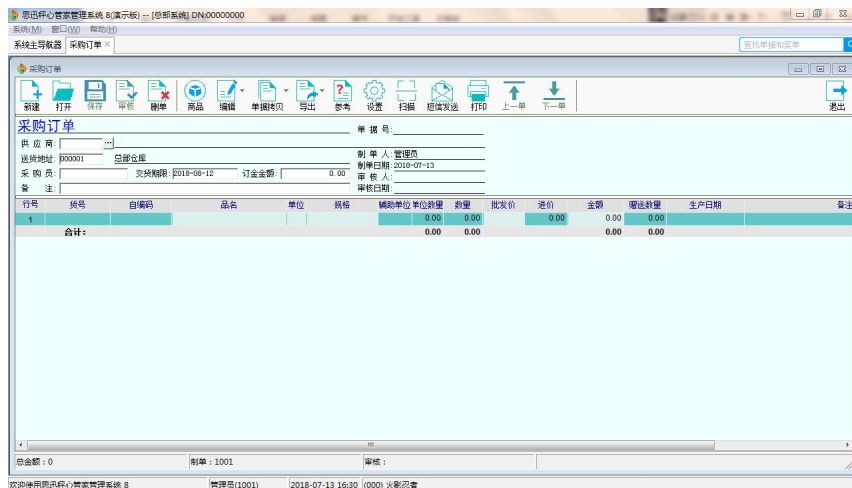 思迅秤心管家管理系统 8(演示版) -- [总部系统] DN:00000000
系统(M) 窗口(W) 帮助(H)
系统主导航器 采购订单 查找单据和菜单
采购订单
新建 打开 保存 审核 删单 商品 编辑 单据拷贝 导出 参考 设置 扫描 短信发送 打印 上一单 下一单 退出
采购订单 单 据 号:
供 应 商:
送货地址: 000001 总部仓库 制 单 人: 管理员
制单日期: 2018-07-13
采 购 员: 交货期限: 2018-08-12 订金金额: 0.00 审 核 人:
备 注: 审核日期:
行号 货号 自编码 品名 单位 规格 辅助单位 单位数量 数量 批发价 进价 金额 赠送数量 生产日期 备注
1 0.00 0.00 0.00 0.00 0.00
合计: 0.00 0.00 0.00 0.00
总金额：0 制单：1001 审核：
欢迎使用思迅秤心管家管理系统 8 管理员(1001) 2018-07-13 16:30 (000) 火影忍者